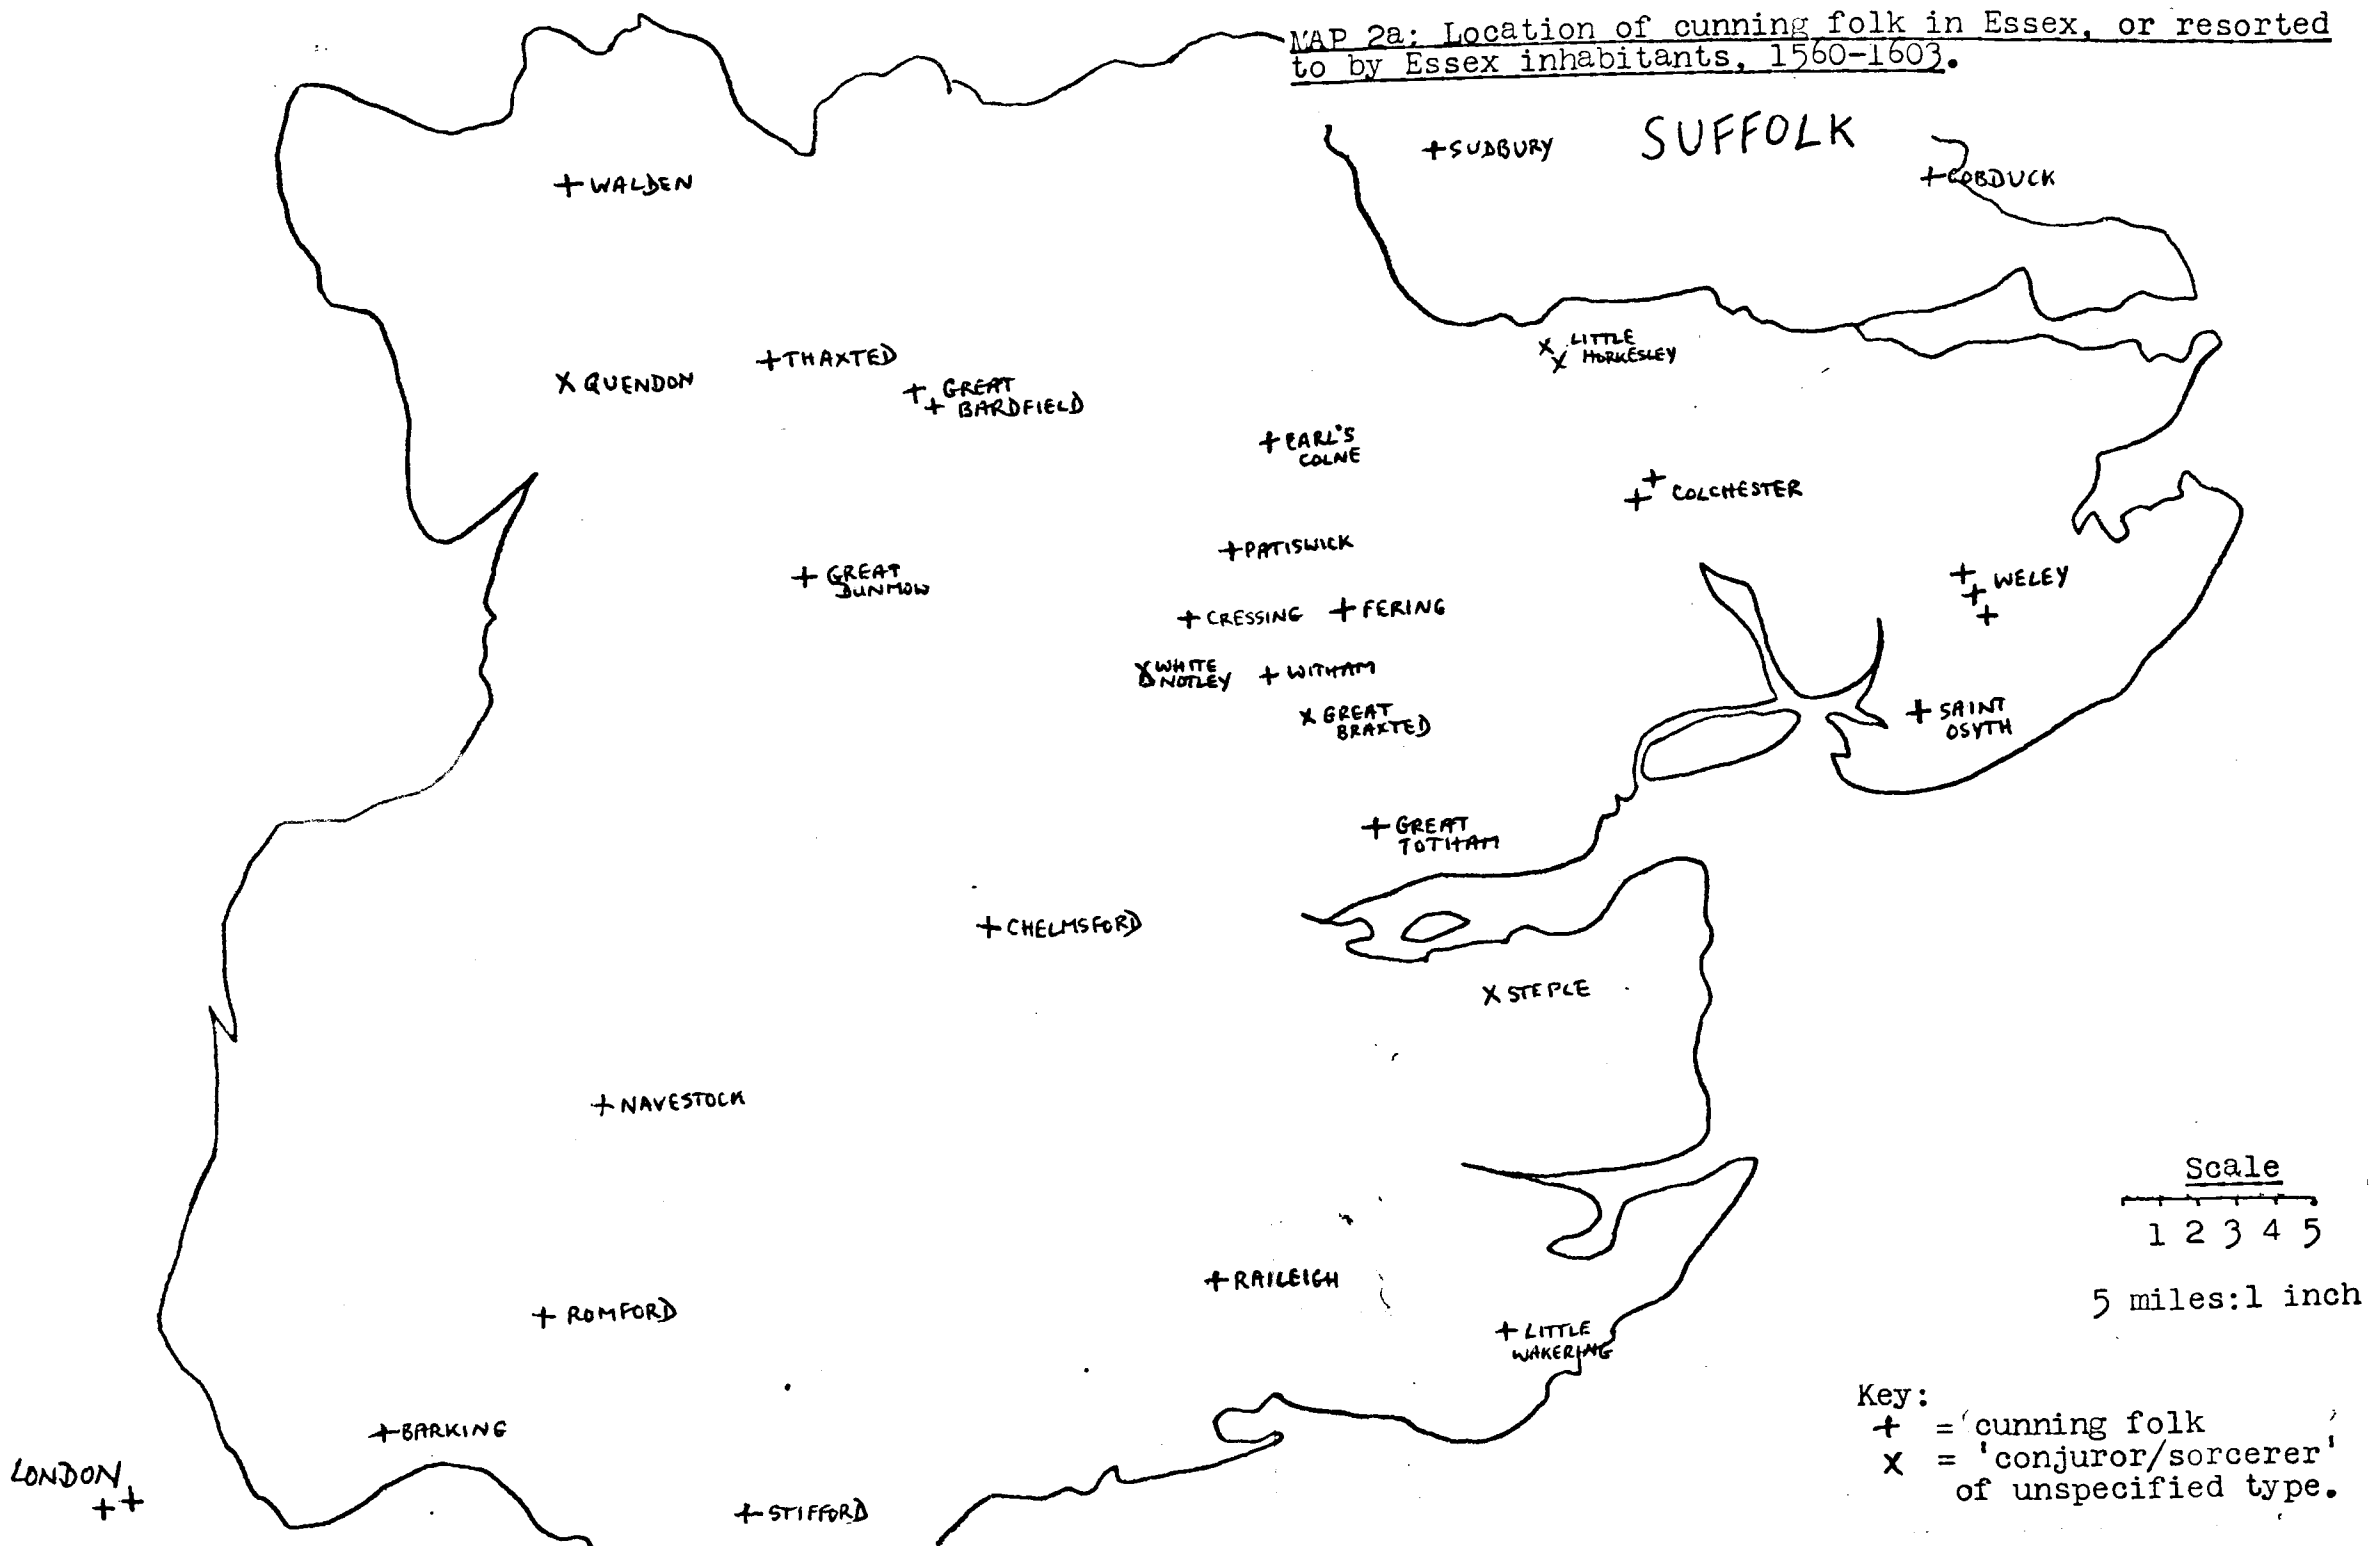 MAP 2a: Location of cunning folk in Essex, or resorted
to by Essex inhabitants, 1560-1603.
SUFFOLK
+SUDBURY
+COBDUCK
+WALDEN
X QUENDON
+THAXTED
+ GREAT
+ BARDFIELD
X LITTLE
X HORKESLEY
+EARL'S
COLNE
+
+ COLCHESTER
+PATISWICK
+ GREAT
DUNMOW
+ WELEY
+
+
+CRESSING
+FERING
X WHITE
NOTLEY
+ WITHAM
X GREAT
BRAXTED
+ SAINT
OSYTH
+ GREAT
TOTHAM
+CHELMSFORD
X STEPLE
+NAVESTOCK
+RAILEIGH
+ ROMFORD
+ LITTLE
WAKERING
+BARKING
LONDON
+ +
+STIFFORD
Scale
1 2 3 4 5
5 miles:1 inch
Key:
+ = cunning folk
X = 'conjuror/sorcerer'
of unspecified type.